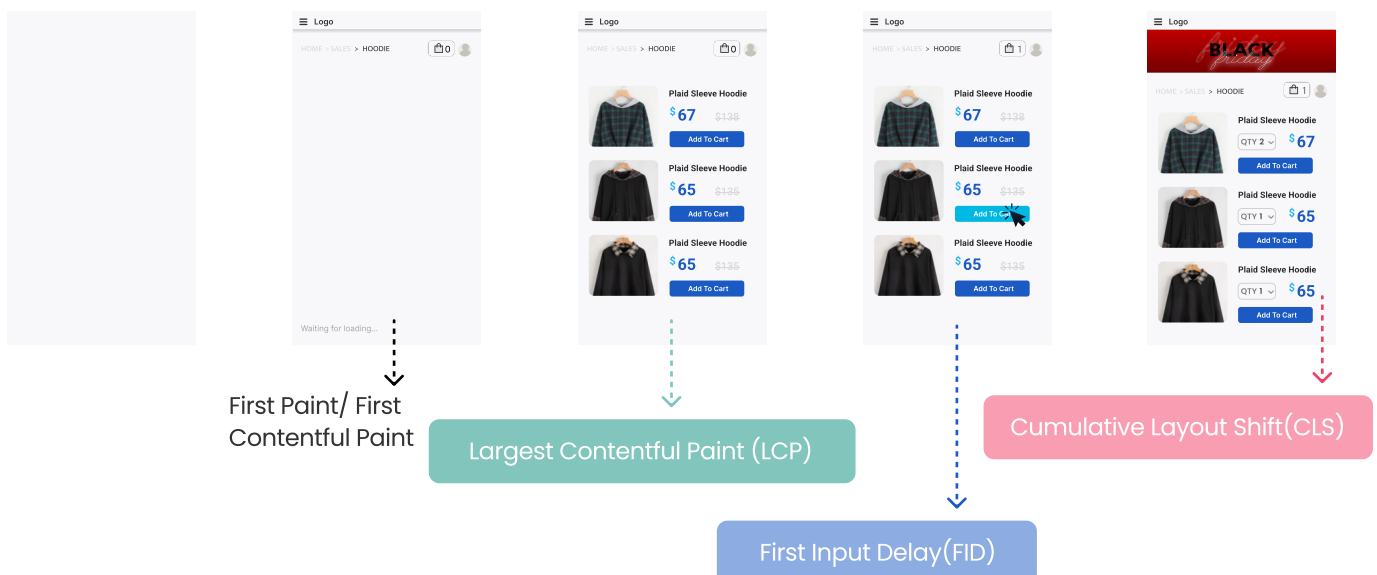 Logo
HOME > SALES > HOODIE
0
Waiting for loading...
Logo
HOME > SALES > HOODIE
0
Plaid Sleeve Hoodie
$67 $138
Add To Cart
Plaid Sleeve Hoodie
$65 $135
Add To Cart
Plaid Sleeve Hoodie
$65 $135
Add To Cart
Logo
HOME > SALES > HOODIE
1
Plaid Sleeve Hoodie
$67 $138
Add To Cart
Plaid Sleeve Hoodie
$65 $135
Add To C
Plaid Sleeve Hoodie
$65 $135
Add To Cart
Logo
BLACK
friday
friday
HOME > SALES > HOODIE
1
Plaid Sleeve Hoodie
QTY 2 $67
Add To Cart
Plaid Sleeve Hoodie
QTY 1 $65
Add To Cart
Plaid Sleeve Hoodie
QTY 1 $65
Add To Cart
First Paint/ First
Contentful Paint
Largest Contentful Paint (LCP)
First Input Delay(FID)
Cumulative Layout Shift(CLS)